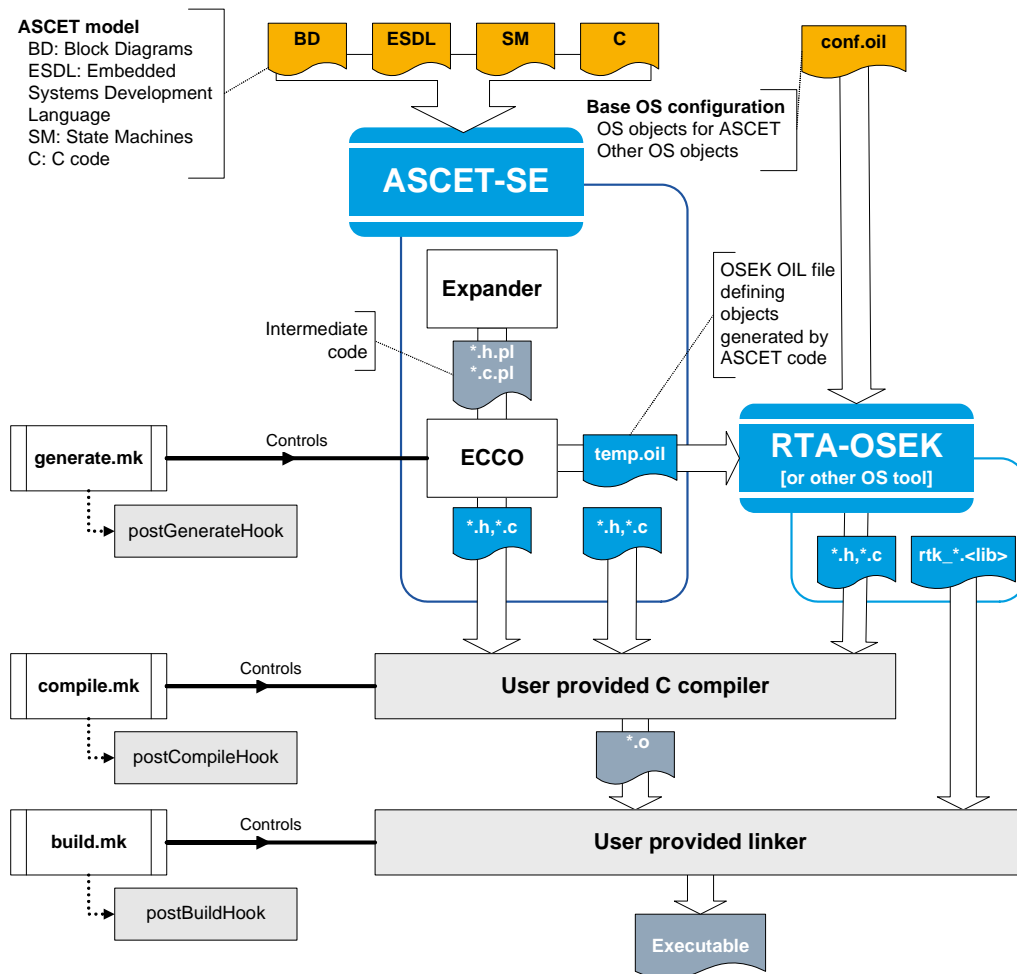 ASCET model
BD: Block Diagrams
ESDL: Embedded
Systems Development
Language
SM: State Machines
C: C code
BD
ESDL
SM
C
conf.oil
Base OS configuration
OS objects for ASCET
Other OS objects
ASCET-SE
Expander
Intermediate
code
*.h.pl
*.c.pl
OSEK OIL file
defining
objects
generated by
ASCET code
generate.mk
Controls
ECCO
temp.oil
RTA-OSEK
[or other OS tool]
postGenerateHook
*.h,*.c
*.h,*.c
*.h,*.c
rtk_*.<lib>
compile.mk
Controls
User provided C compiler
postCompileHook
*.o
build.mk
Controls
User provided linker
postBuildHook
Executable